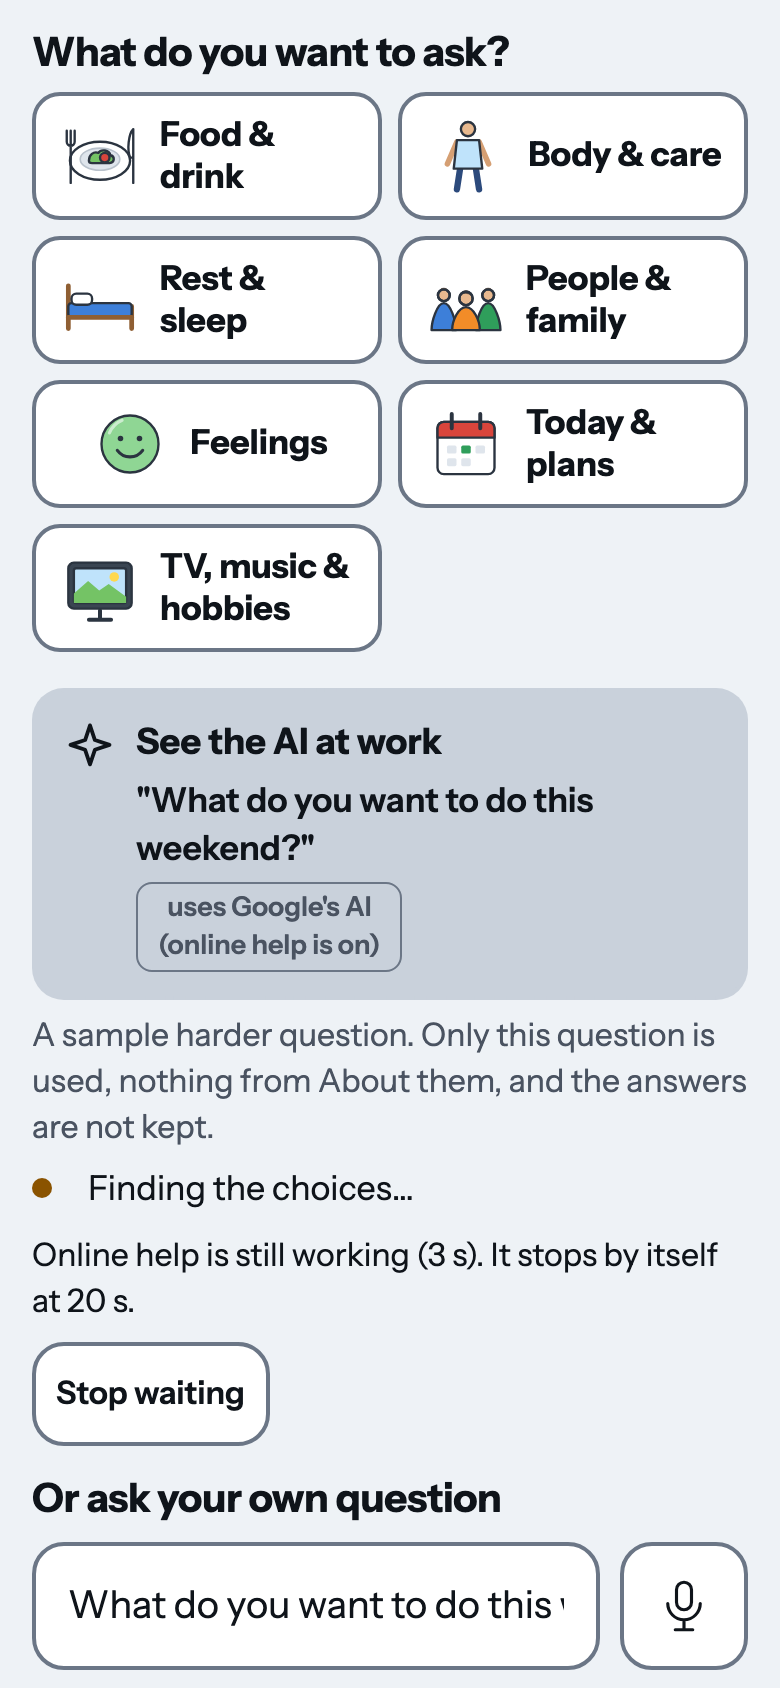 What do you want to ask?
Food &
drink
Body & care
Rest &
sleep
People &
family
Feelings
Today &
plans
TV, music &
hobbies
See the AI at work
"What do you want to do this
weekend?"
uses Google's AI
(online help is on)
A sample harder question. Only this question is
used, nothing from About them, and the answers
are not kept.
Finding the choices...
Online help is still working (3 s). It stops by itself
at 20 s.
Stop waiting
Or ask your own question
What do you want to do this